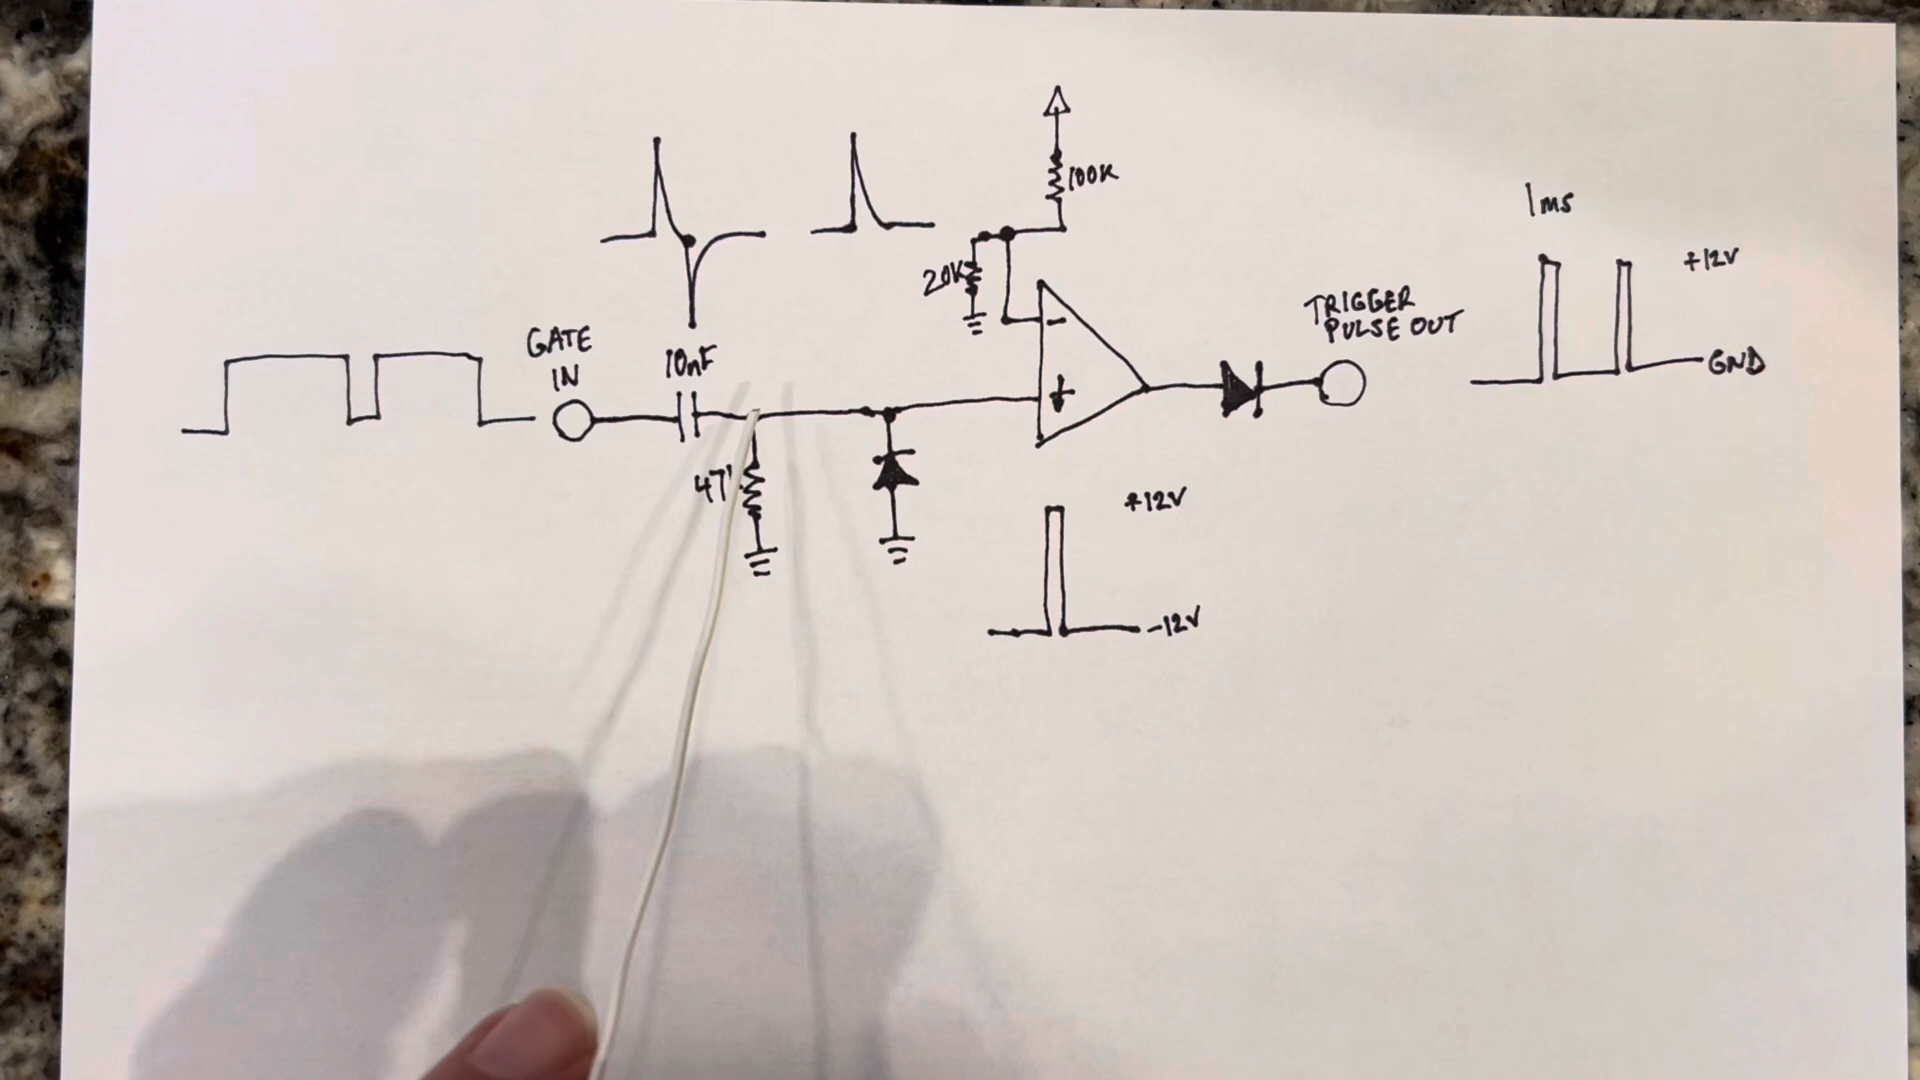 100K
1ms
+12V
20K
TRIGGER
PULSE OUT
GATE
IN
10nF
-
+
GND
47
+12V
-12V